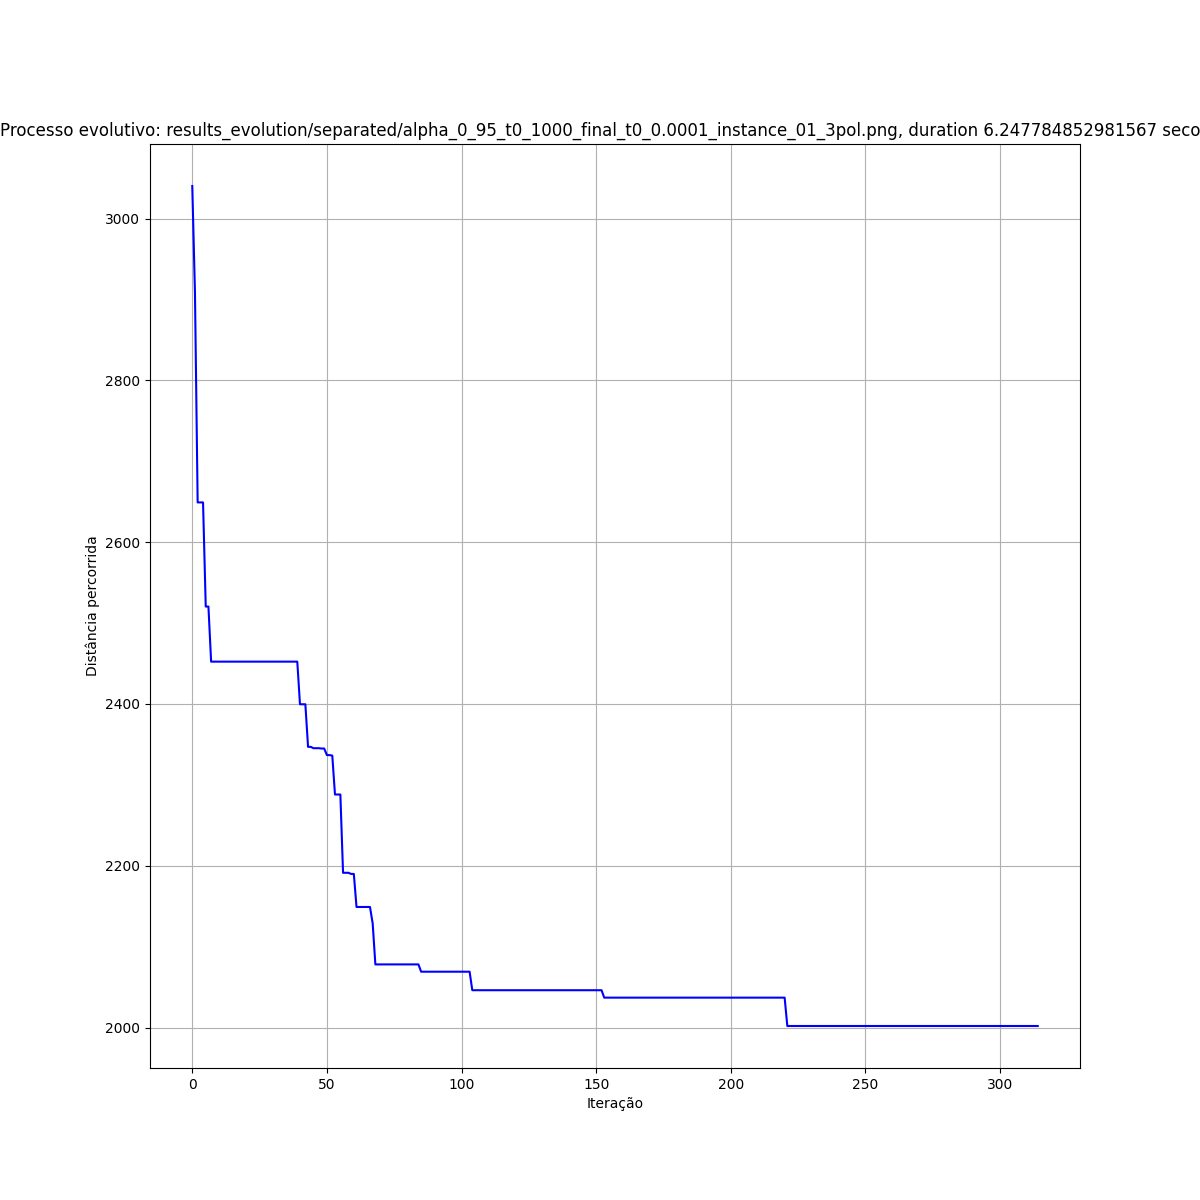 Processo evolutivo: results_evolution/separated/alpha_0_95_t0_1000_final_t0_0.0001_instance_01_3pol.png, duration 6.247784852981567 seco
3000
2800
2600
2400
2200
2000
Distância percorrida
0 50 100 150 200 250 300
Iteração